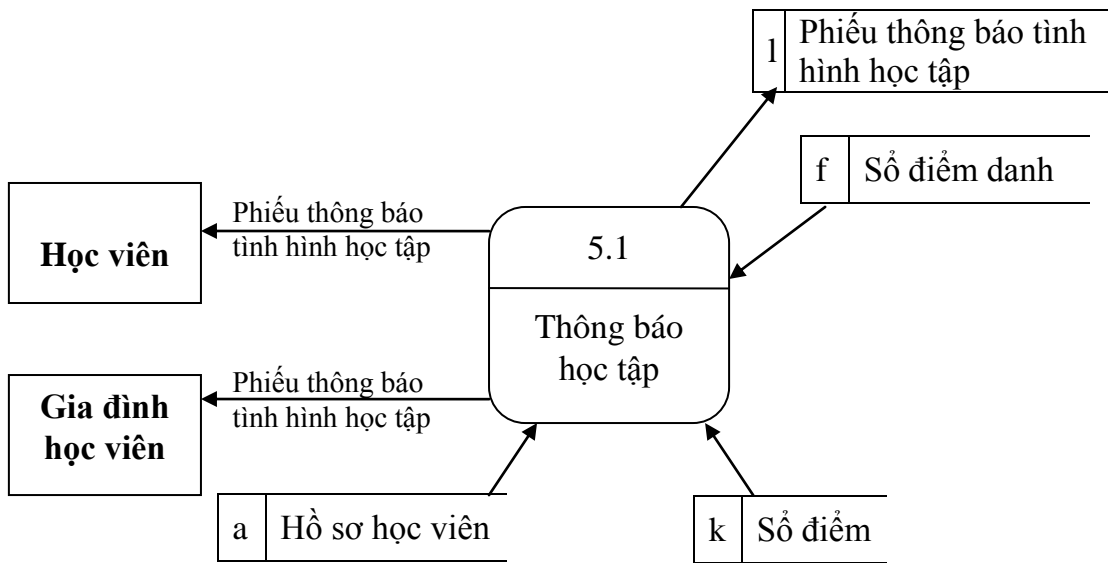 l
Phiếu thông báo tình
hình học tập
f
Sổ điểm danh
Học viên
Phiếu thông báo
tình hình học tập
5.1
Thông báo
học tập
Gia đình
học viên
Phiếu thông báo
tình hình học tập
a
Hồ sơ học viên
k
Sổ điểm